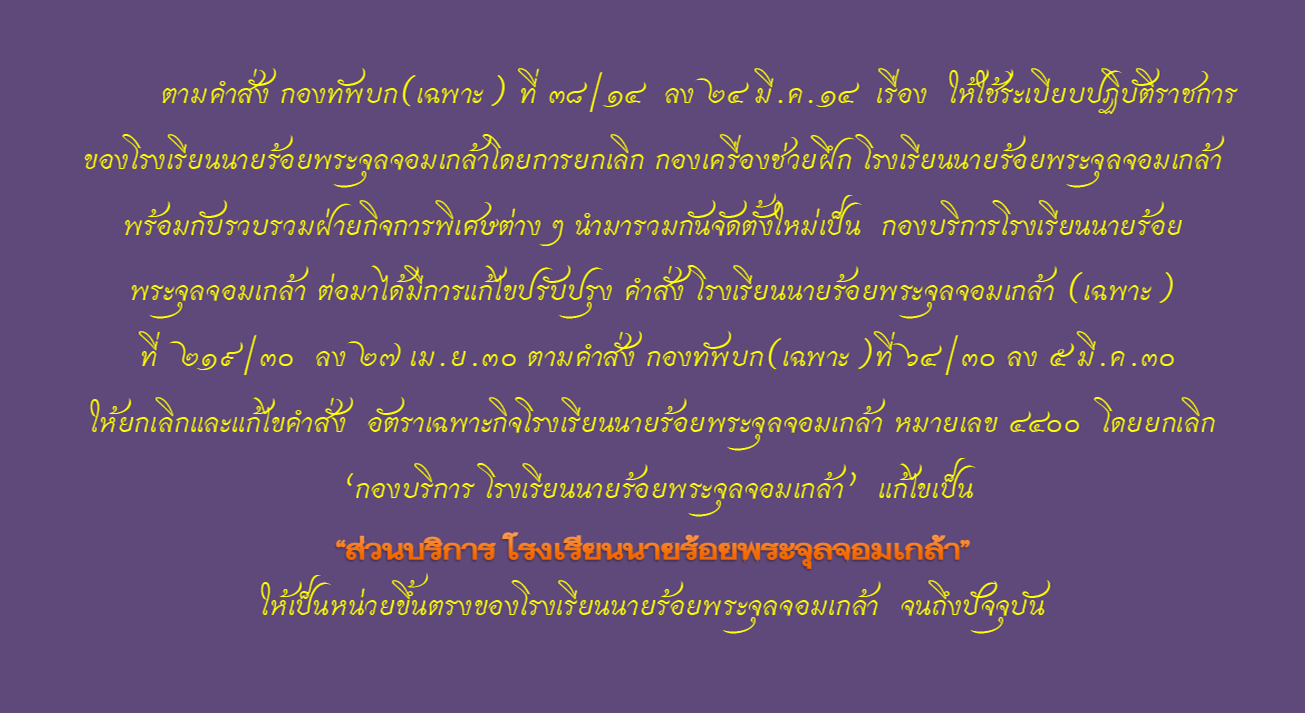 ตามคำสั่ง กองทัพบก(เฉพาะ ) ที่ ๓๘/๑๔ ลง ๒๔ มี.ค.๑๔ เรื่อง ให้ใช้ระเบียบปฏิบัติราชการ
ของโรงเรียนนายร้อยพระจุลจอมเกล้าโดยการยกเลิก กองเครื่องช่วยฝึก โรงเรียนนายร้อยพระจุลจอมเกล้า
พร้อมกับรวบรวมฝ่ายกิจการพิเศษต่าง ๆ นำมารวมกันจัดตั้งใหม่เป็น กองบริการโรงเรียนนายร้อย
พระจุลจอมเกล้า ต่อมาได้มีการแก้ไขปรับปรุง คำสั่ง โรงเรียนนายร้อยพระจุลจอมเกล้า (เฉพาะ )
ที่ ๒๑๙/๓๐ ลง ๒๗ เม.ย.๓๐ ตามคำสั่ง กองทัพบก(เฉพาะ )ที่ ๖๔/๓๐ ลง ๕ มี.ค.๓๐
ให้ยกเลิกและแก้ไขคำสั่ง อัตราเฉพาะกิจโรงเรียนนายร้อยพระจุลจอมเกล้า หมายเลข ๔๔๐๐ โดยยกเลิก
‘กองบริการ โรงเรียนนายร้อยพระจุลจอมเกล้า’ แก้ไขเป็น
“ส่วนบริการ โรงเรียนนายร้อยพระจุลจอมเกล้า”
ให้เป็นหน่วยขึ้นตรงของโรงเรียนนายร้อยพระจุลจอมเกล้า จนถึงปัจจุบัน